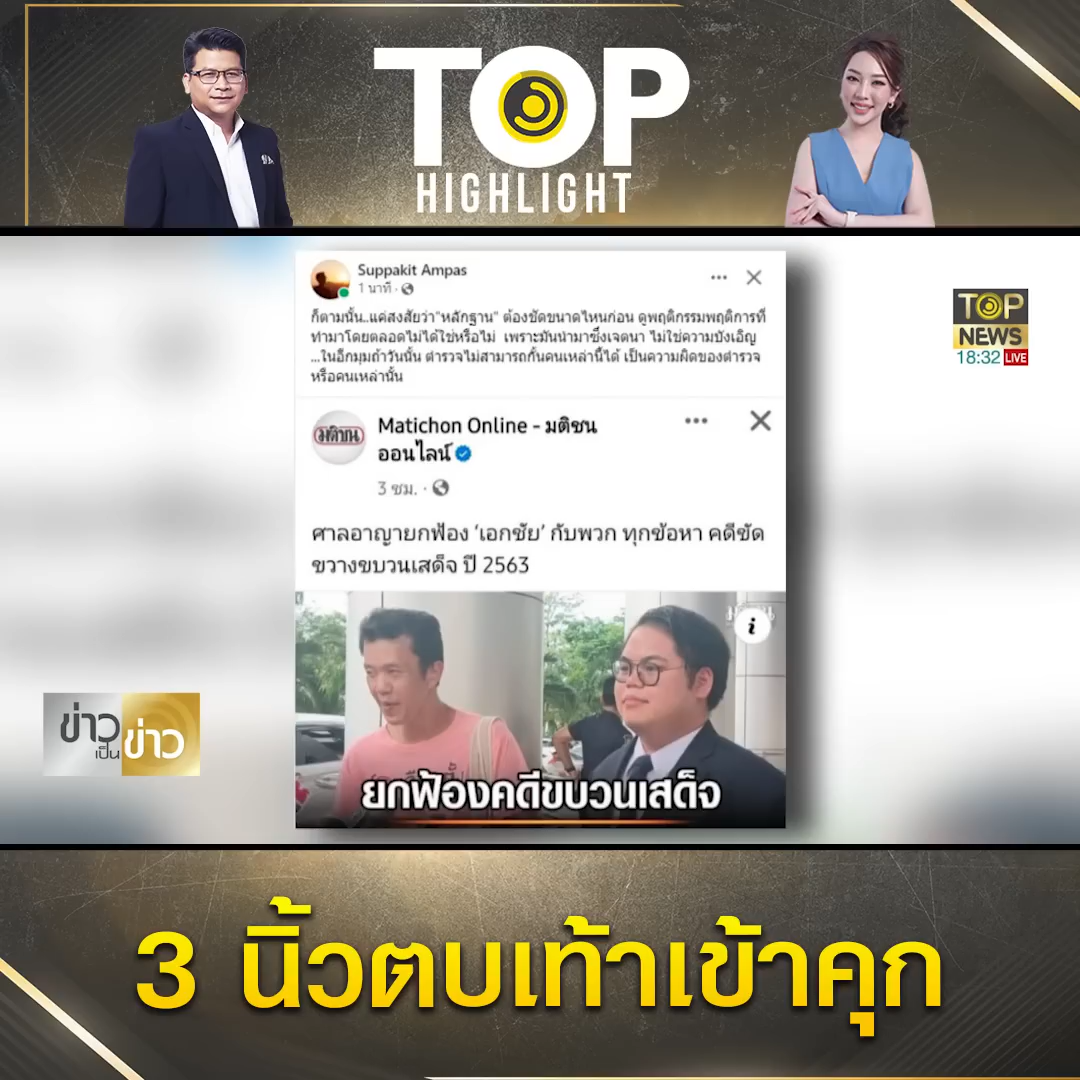 TOP
HIGHLIGHT
Suppakit Ampas
1 นาที ·
ก็ตามนั้น..แค่สงสัยว่า"หลักฐาน" ต้องชัดขนาดไหนก่อน ดูพฤติกรรมพฤติการที่
ทำมาโดยตลอดไม่ได้ใช่หรือไม่ เพราะมันนำมาซึ่งเจตนา ไม่ใช่ความบังเอิญ
...ในอีกมุมถ้าวันนั้น ตำรวจไม่สามารถกั้นคนเหล่านี้ได้ เป็นความผิดของตำรวจ
หรือคนเหล่านั้น
TOP
NEWS
18:32 LIVE
มติชน
Matichon Online - มติชน
ออนไลน์
3 ชม. ·
ศาลอาญายกฟ้อง ‘เอกชัย’ กับพวก ทุกข้อหา คดีขัด
ขวางขบวนเสด็จ ปี 2563
มติชน
ยกฟ้องคดีขบวนเสด็จ
ข่าว
เป็น
ข่าว
3 นิ้วตบเท้าเข้าคุก